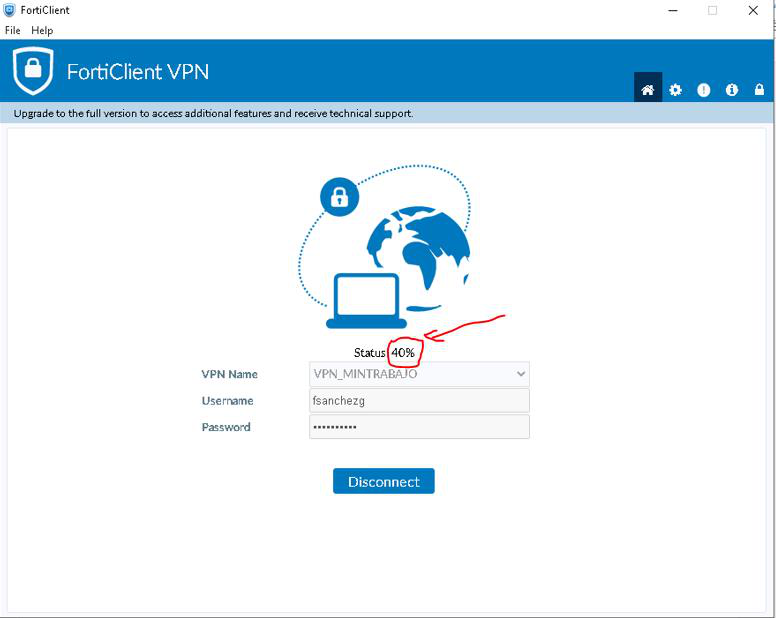 FortiClient
File Help
FortiClient VPN
Upgrade to the full version to access additional features and receive technical support.
Status: 40%
VPN Name VPN_MINTRABAJO
Username fsanchezg
Password ••••••••••
Disconnect